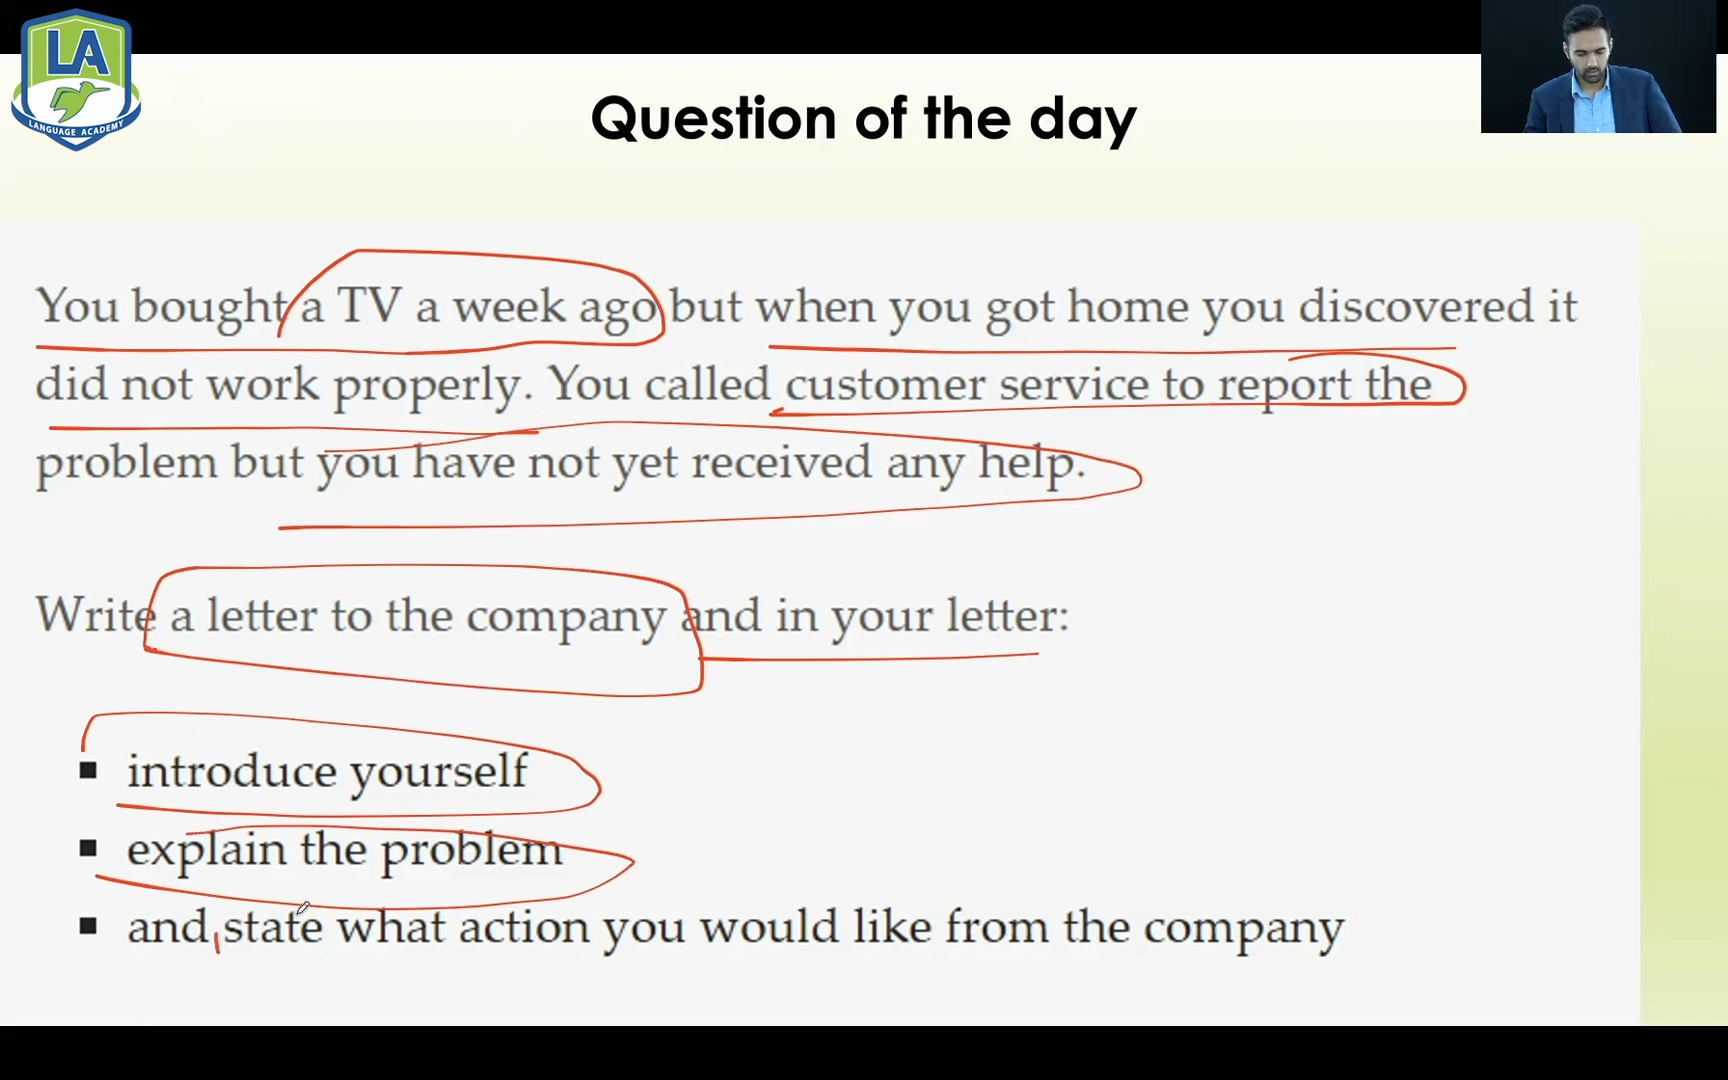 LA
LANGUAGE ACADEMY
Question of the day
You bought a TV a week ago but when you got home you discovered it
did not work properly. You called customer service to report the
problem but you have not yet received any help.
Write a letter to the company and in your letter:
▪ introduce yourself
▪ explain the problem
▪ and state what action you would like from the company